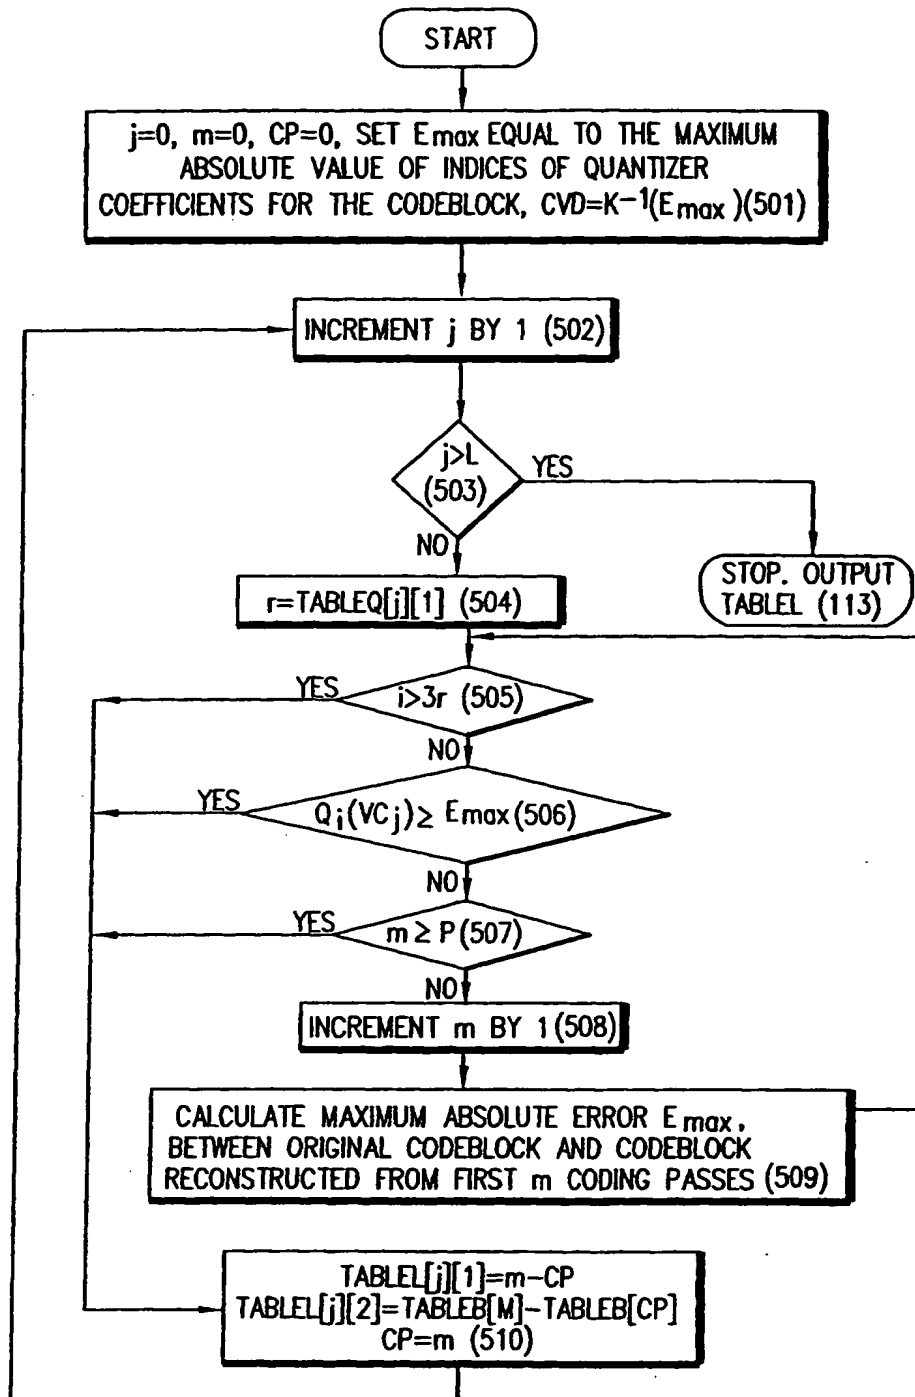 START
j=0, m=0, CP=0, SET Emax EQUAL TO THE MAXIMUM
ABSOLUTE VALUE OF INDICES OF QUANTIZER
COEFFICIENTS FOR THE CODEBLOCK, CVD=K⁻¹(Emax)(501)
INCREMENT j BY 1 (502)
j>L
(503)
YES
NO
STOP. OUTPUT
TABLEL (113)
r=TABLEQ[j][1] (504)
YES
i>3r (505)
NO
YES
Qi(VCj)≥ Emax(506)
NO
YES
m≥ P(507)
NO
INCREMENT m BY 1(508)
CALCULATE MAXIMUM ABSOLUTE ERROR Emax,
BETWEEN ORIGINAL CODEBLOCK AND CODEBLOCK
RECONSTRUCTED FROM FIRST m CODING PASSES (509)
TABLEL[j][1]=m-CP
TABLEL[j][2]=TABLEB[M]-TABLEB[CP]
CP=m (510)